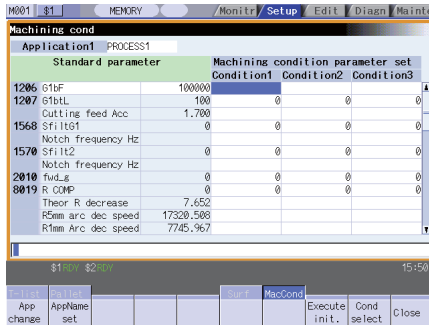 M001 $1 MEMORY Monitr Setup Edit Diagn Mainte
Machining cond
Application1 PROCESS1
Standard parameter Machining condition parameter set
Condition1 Condition2 Condition3
1206 G1bF 100000
1207 G1btL 100 0 0 0
Cutting feed Acc 1.700
1568 SfiltG1 0 0 0 0
Notch frequency Hz
1570 Sfilt2 0 0 0 0
Notch frequency Hz
2010 fwd_g 0 0 0 0
8019 R COMP 0 0 0 0
Theor R decrease 7.652
R5mm arc dec speed 17320.508
R1mm arc dec speed 7745.967
$1RDY $2RDY 15:50
T-list Pallet Surf MacCond
App change AppName set Execute init. Cond select Close